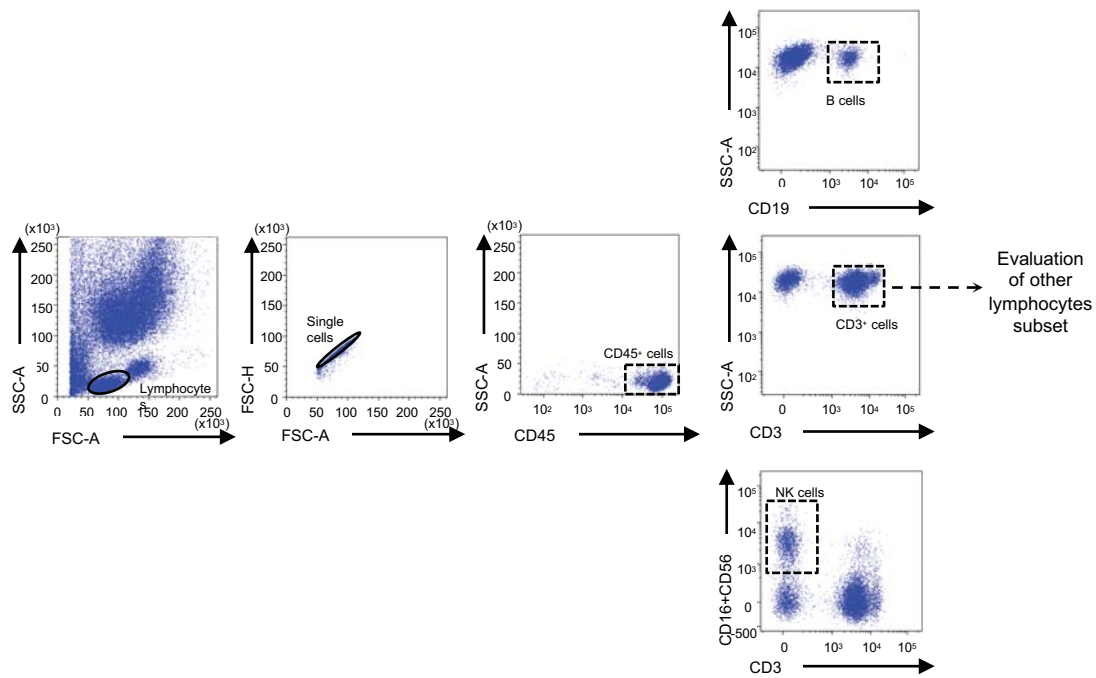 (x10³)
250
200
150
100
50
0
SSC-A
Lymphocyte
s
0 50 100 150 200 250
(x10³)
FSC-A
(x10³)
250
200
150
100
50
0
FSC-H
Single
cells
0 50 100 150 200 250
(x10³)
FSC-A
(x10³)
250
200
150
100
50
0
SSC-A
CD45⁺ cells
10² 10³ 10⁴ 10⁵
CD45
10⁵
10⁴
10³
10²
SSC-A
B cells
0 10³ 10⁴ 10⁵
CD19
10⁵
10⁴
10³
10²
SSC-A
CD3⁺ cells
0 10³ 10⁴ 10⁵
CD3
Evaluation
of other
lymphocytes
subset
10⁵
10⁴
10³
0
-500
CD16+CD56
NK cells
0 10³ 10⁴ 10⁵
CD3